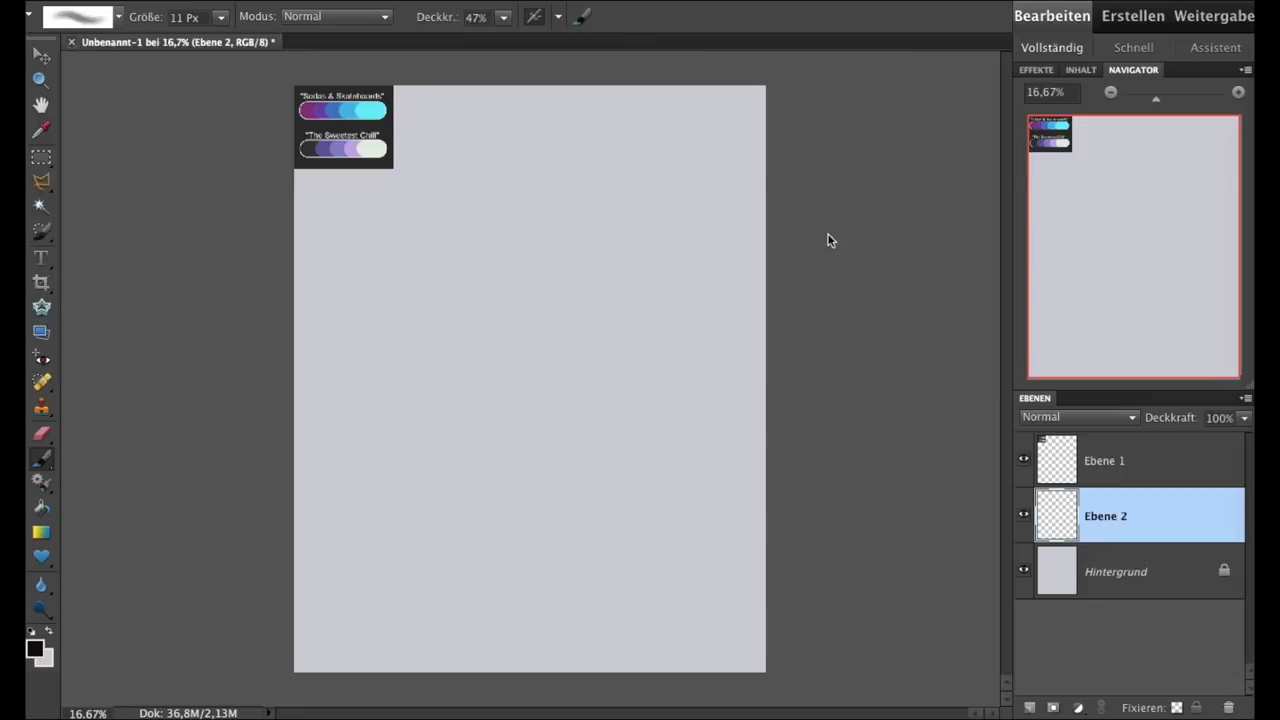 Größe: 11 Px Modus: Normal Deckkr.: 47%
Bearbeiten Erstellen Weitergabe
Unbenannt-1 bei 16,7% (Ebene 2, RGB/8) *
Vollständig Schnell Assistent
EFFEKTE INHALT NAVIGATOR
16,67%
"Sodas & Skateboards"
"The Sweetest Chill"
EBENEN
Normal Deckkraft: 100%
Ebene 1
Ebene 2
Hintergrund
Fixieren:
16.67% Dok: 36,8M/2,13M